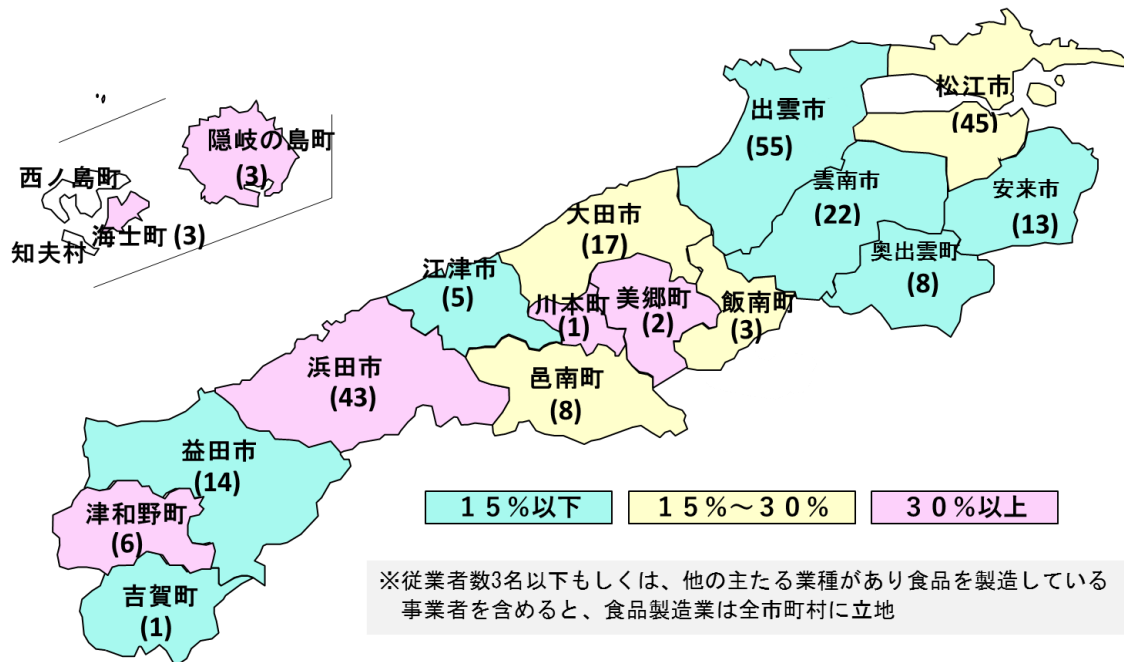 松江市
(45)
出雲市
(55)
隠岐の島町
(3)
西ノ島町
海士町(3)
知夫村
雲南市
(22)
安来市
(13)
奥出雲町
(8)
大田市
(17)
江津市
(5)
川本町
(1)
美郷町
(2)
飯南町
(3)
浜田市
(43)
邑南町
(8)
益田市
(14)
津和野町
(6)
吉賀町
(1)
15%以下
15%～30%
30%以上
※従業者数3名以下もしくは、他の主たる業種があり食品を製造している
事業者を含めると、食品製造業は全市町村に立地